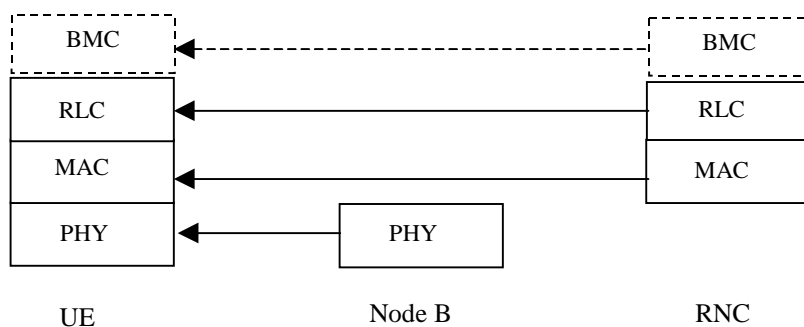 BMC BMC
RLC RLC
MAC MAC
PHY PHY
UE Node B RNC